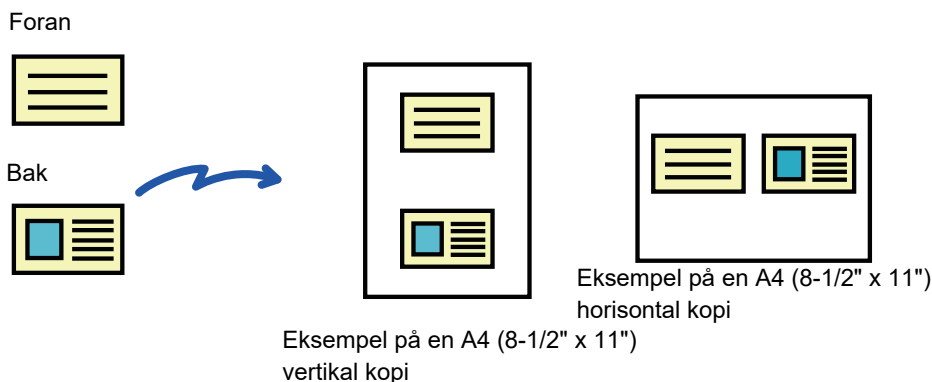 Foran
Bak
Eksempel på en A4 (8-1/2" x 11")
vertikal kopi
Eksempel på en A4 (8-1/2" x 11")
horisontal kopi